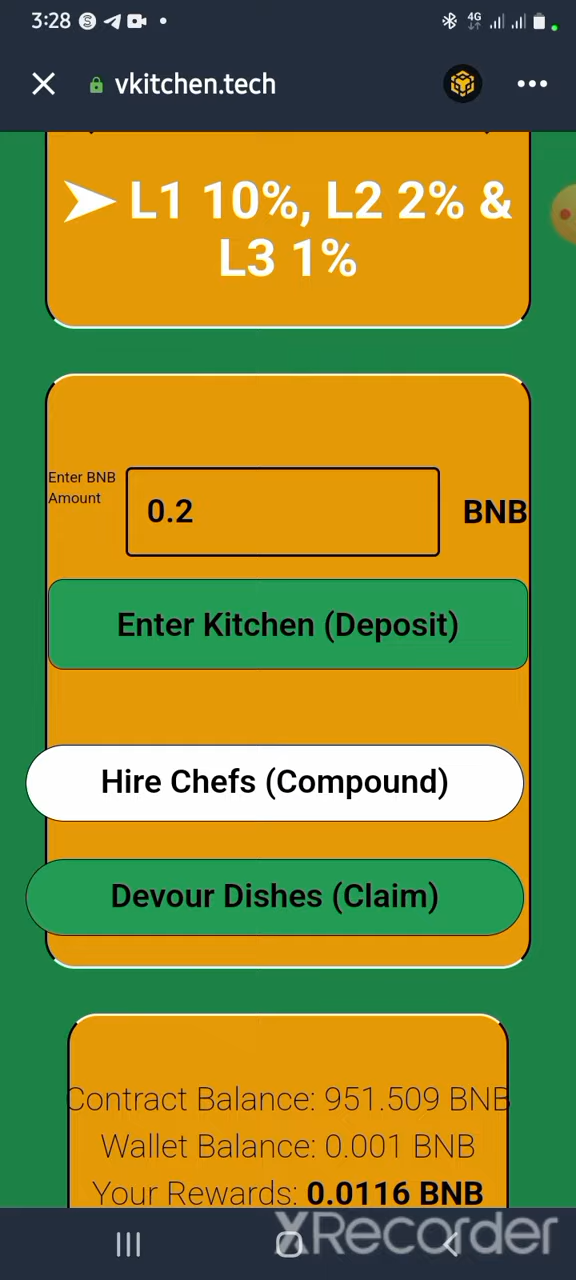 3:28
4G
vkitchen.tech
➤ L1 10%, L2 2% &
L3 1%
Enter BNB
Amount
0.2
BNB
Enter Kitchen (Deposit)
Hire Chefs (Compound)
Devour Dishes (Claim)
Contract Balance: 951.509 BNB
Wallet Balance: 0.001 BNB
Your Rewards: 0.0116 BNB
XRecorder